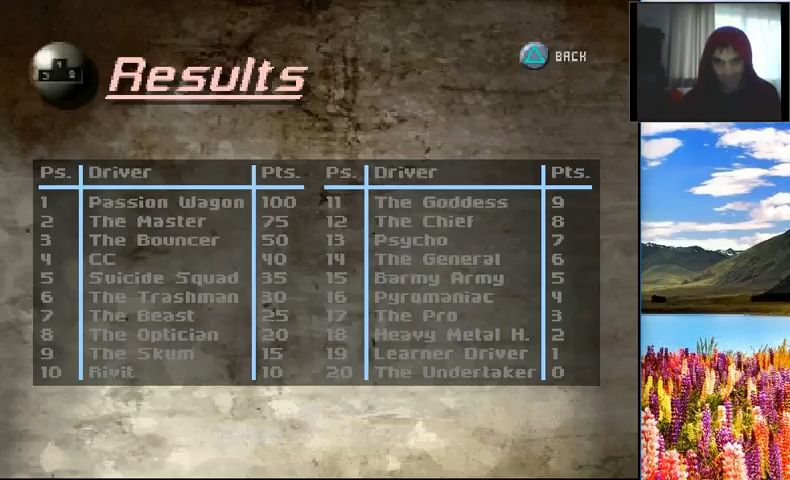 1
3 2
Results
BACK
Ps. Driver Pts. Ps. Driver Pts.
1 Passion Wagon 100 11 The Goddess 9
2 The Master 75 12 The Chief 8
3 The Bouncer 50 13 Psycho 7
4 CC 40 14 The General 6
5 Suicide Squad 35 15 Barmy Army 5
6 The Trashman 30 16 Pyromaniac 4
7 The Beast 25 17 The Pro 3
8 The Optician 20 18 Heavy Metal H. 2
9 The Skum 15 19 Learner Driver 1
10 Rivit 10 20 The Undertaker 0